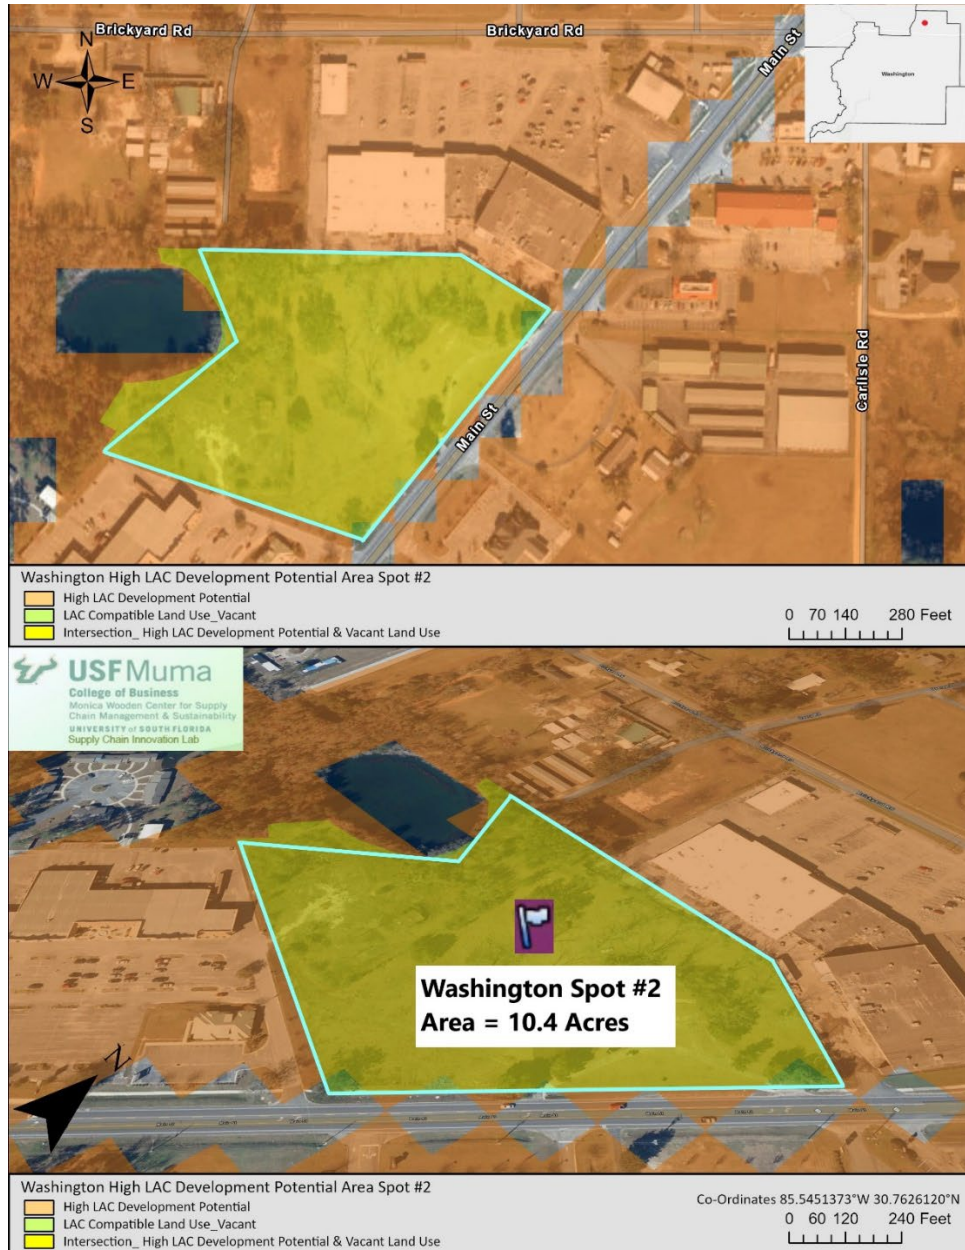 Brickyard Rd
Brickyard Rd
Main St
N
W
E
S
Washington
Main St
Carlisle Rd
Washington High LAC Development Potential Area Spot #2
High LAC Development Potential
LAC Compatible Land Use_Vacant
Intersection_ High LAC Development Potential & Vacant Land Use
0 70 140 280 Feet
USF Muma
College of Business
Monica Wooden Center for Supply
Chain Management & Sustainability
UNIVERSITY of SOUTH FLORIDA
Supply Chain Innovation Lab
Washington Spot #2
Area = 10.4 Acres
N
Washington High LAC Development Potential Area Spot #2
High LAC Development Potential
LAC Compatible Land Use_Vacant
Intersection_ High LAC Development Potential & Vacant Land Use
Co-Ordinates 85.5451373°W 30.7626120°N
0 60 120 240 Feet